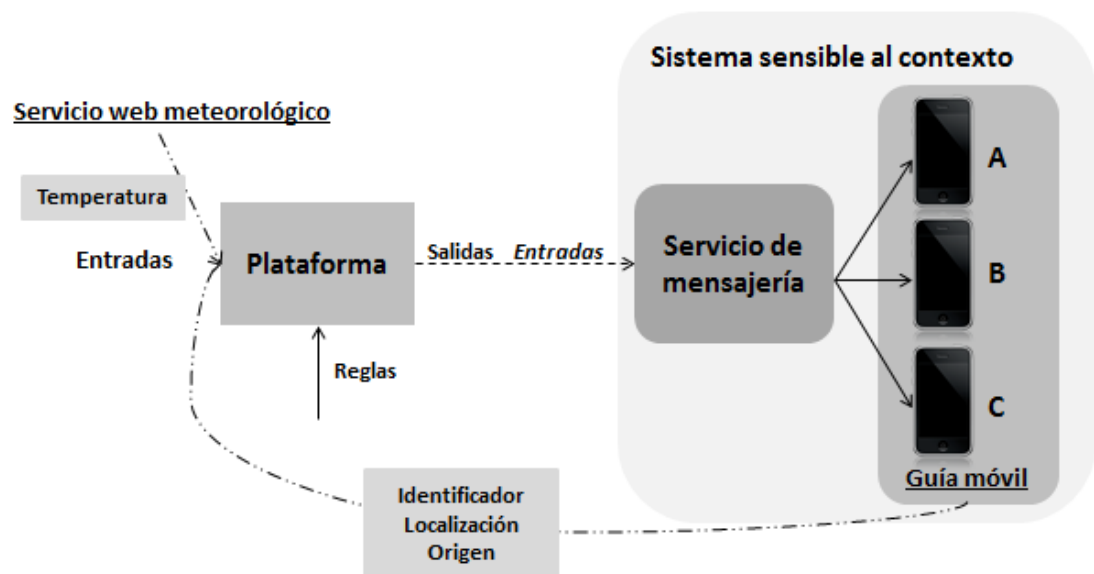 Sistema sensible al contexto
Servicio web meteorológico
Temperatura
Entradas
Plataforma
Salidas Entradas
Reglas
Servicio de
mensajería
A
B
C
Guía móvil
Identificador
Localización
Origen